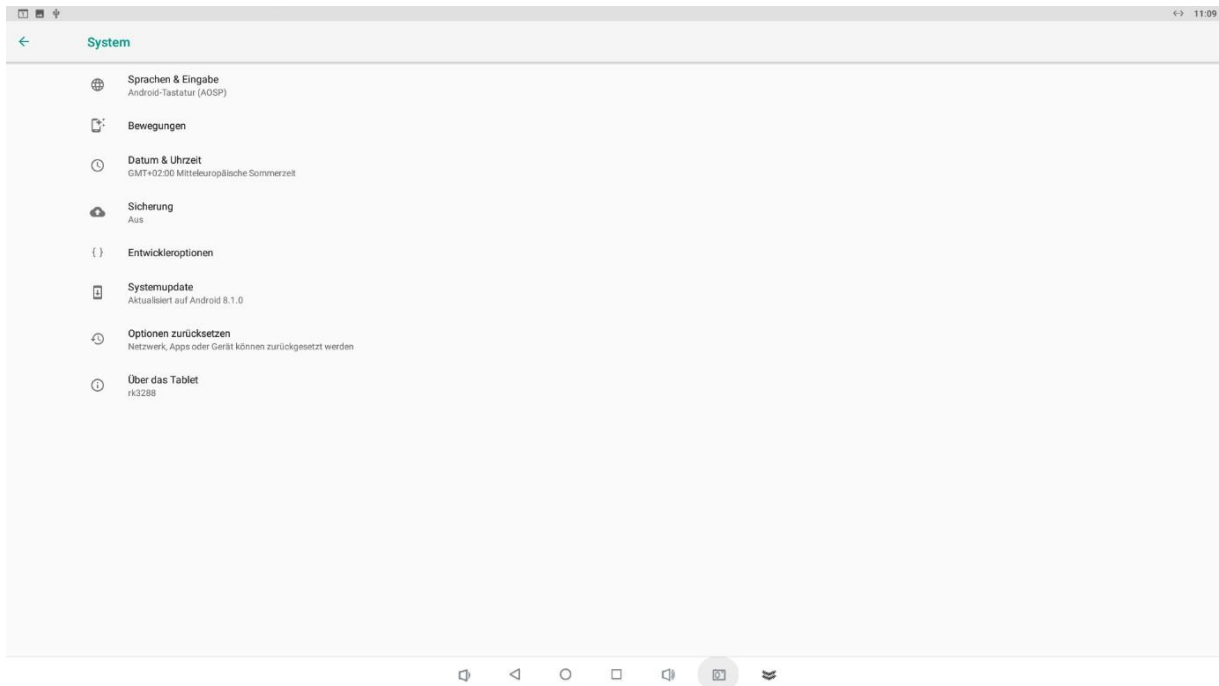 11:09
System
Sprachen & Eingabe
Android-Tastatur (AOSP)
Bewegungen
Datum & Uhrzeit
GMT+02:00 Mitteleuropäische Sommerzeit
Sicherung
Aus
Entwickleroptionen
Systemupdate
Aktualisiert auf Android 8.1.0
Optionen zurücksetzen
Netzwerk, Apps oder Gerät können zurückgesetzt werden
Über das Tablet
rk3288